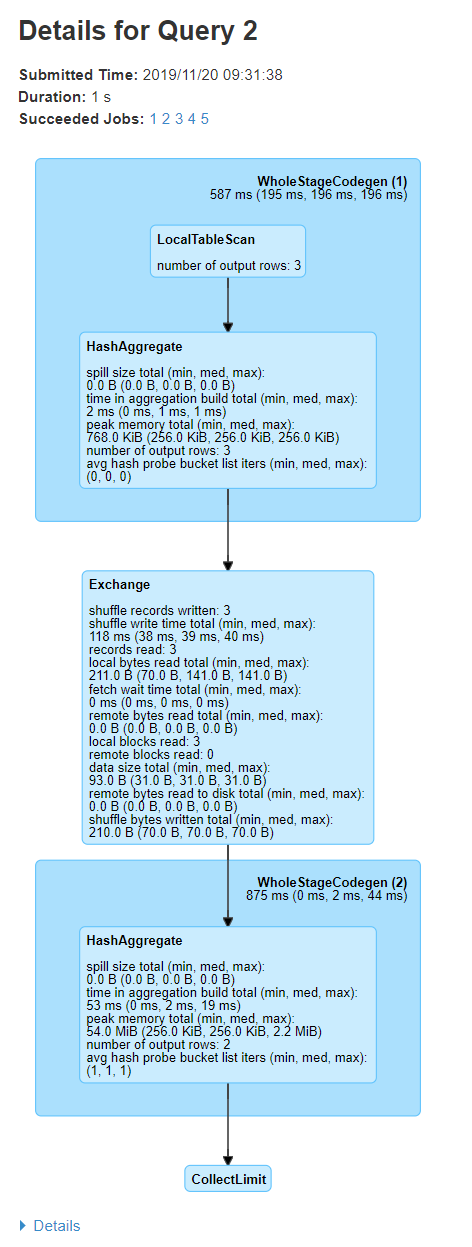 Details for Query 2
Submitted Time: 2019/11/20 09:31:38
Duration: 1 s
Succeeded Jobs: 1 2 3 4 5
WholeStageCodegen (1)
587 ms (195 ms, 196 ms, 196 ms)
LocalTableScan
number of output rows: 3
HashAggregate
spill size total (min, med, max):
0.0 B (0.0 B, 0.0 B, 0.0 B)
time in aggregation build total (min, med, max):
2 ms (0 ms, 1 ms, 1 ms)
peak memory total (min, med, max):
768.0 KiB (256.0 KiB, 256.0 KiB, 256.0 KiB)
number of output rows: 3
avg hash probe bucket list iters (min, med, max):
(0, 0, 0)
Exchange
shuffle records written: 3
shuffle write time total (min, med, max):
118 ms (38 ms, 39 ms, 40 ms)
records read: 3
local bytes read total (min, med, max):
211.0 B (70.0 B, 141.0 B, 141.0 B)
fetch wait time total (min, med, max):
0 ms (0 ms, 0 ms, 0 ms)
remote bytes read total (min, med, max):
0.0 B (0.0 B, 0.0 B, 0.0 B)
local blocks read: 3
remote blocks read: 0
data size total (min, med, max):
93.0 B (31.0 B, 31.0 B, 31.0 B)
remote bytes read to disk total (min, med, max):
0.0 B (0.0 B, 0.0 B, 0.0 B)
shuffle bytes written total (min, med, max):
210.0 B (70.0 B, 70.0 B, 70.0 B)
WholeStageCodegen (2)
875 ms (0 ms, 2 ms, 44 ms)
HashAggregate
spill size total (min, med, max):
0.0 B (0.0 B, 0.0 B, 0.0 B)
time in aggregation build total (min, med, max):
53 ms (0 ms, 2 ms, 19 ms)
peak memory total (min, med, max):
54.0 MiB (256.0 KiB, 256.0 KiB, 2.2 MiB)
number of output rows: 2
avg hash probe bucket list iters (min, med, max):
(1, 1, 1)
CollectLimit
Details